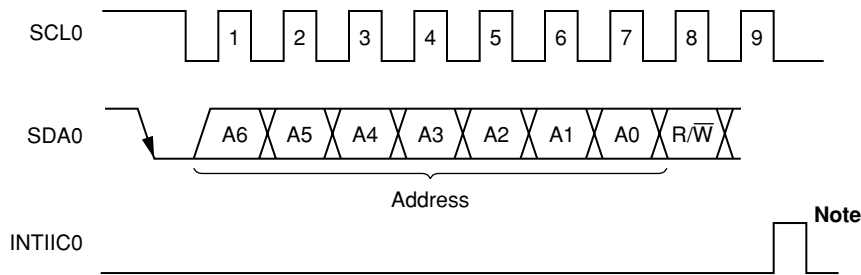 SCL0 1 2 3 4 5 6 7 8 9
SDA0 A6 A5 A4 A3 A2 A1 A0 R/W̅
Address
Note
INTIIC0